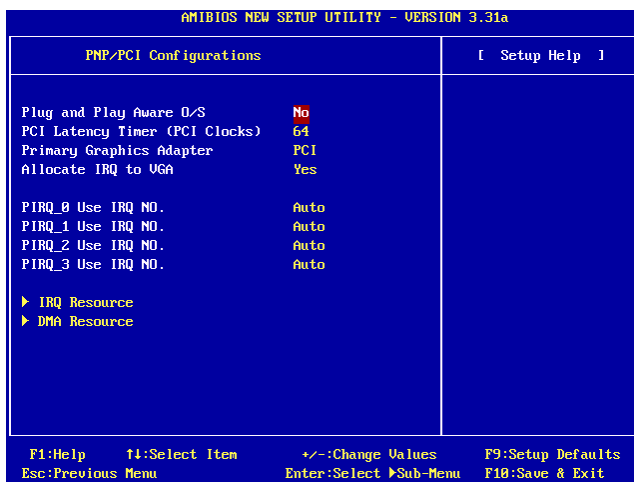 AMIBIOS NEW SETUP UTILITY - VERSION 3.31a
PNP/PCI Configurations
[ Setup Help ]
Plug and Play Aware O/S No
PCI Latency Timer (PCI Clocks) 64
Primary Graphics Adapter PCI
Allocate IRQ to VGA Yes
PIRQ_0 Use IRQ NO. Auto
PIRQ_1 Use IRQ NO. Auto
PIRQ_2 Use IRQ NO. Auto
PIRQ_3 Use IRQ NO. Auto
▶ IRQ Resource
▶ DMA Resource
F1:Help ↑↓:Select Item +/-:Change Values F9:Setup Defaults
Esc:Previous Menu Enter:Select ▶Sub-Menu F10:Save & Exit